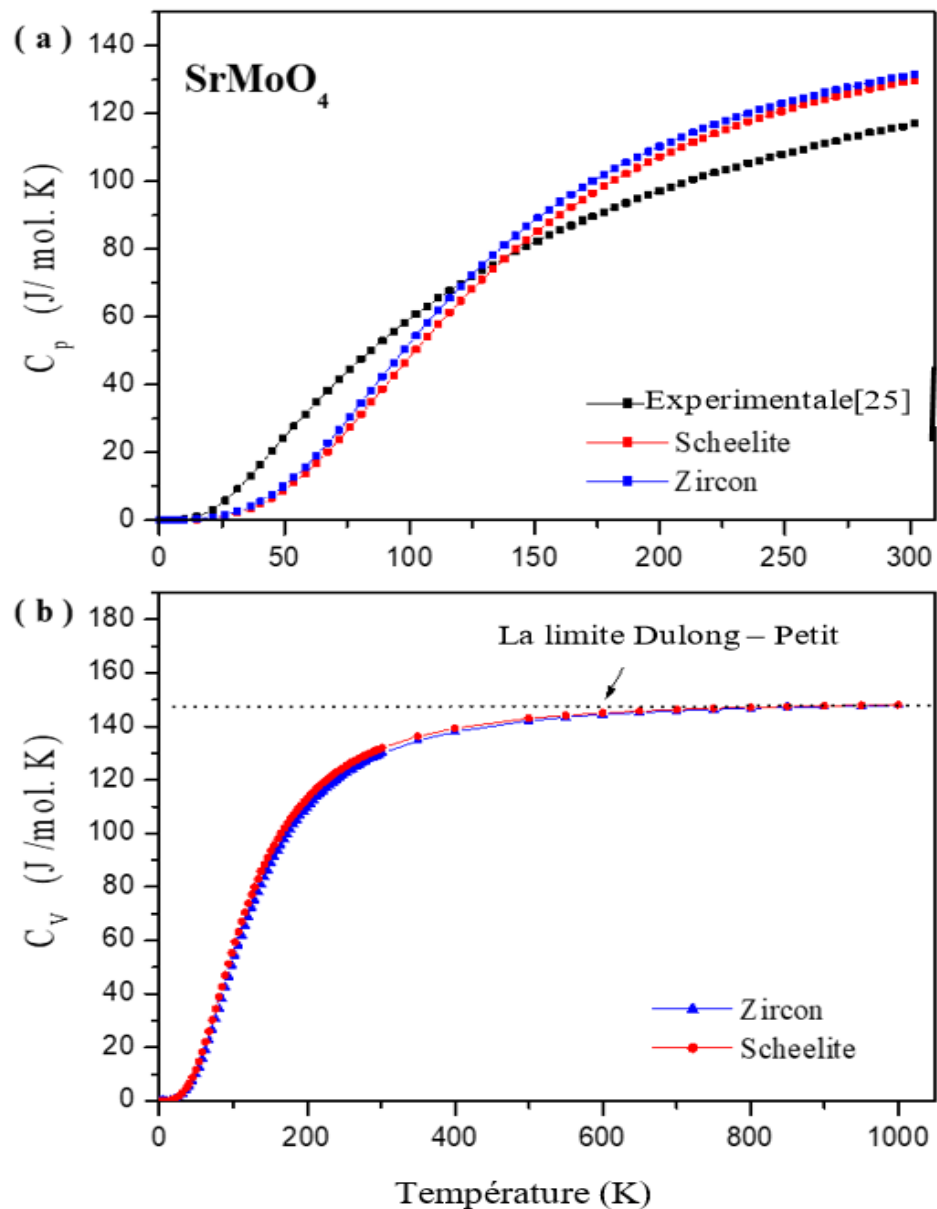 ( a )
SrMoO₄
C_p (J/ mol. K)
140
120
100
80
60
40
20
0
Experimentale[25]
Scheelite
Zircon
0 50 100 150 200 250 300
( b )
La limite Dulong – Petit
C_V (J /mol. K)
180
160
140
120
100
80
60
40
20
0
Zircon
Scheelite
0 200 400 600 800 1000
Température (K)